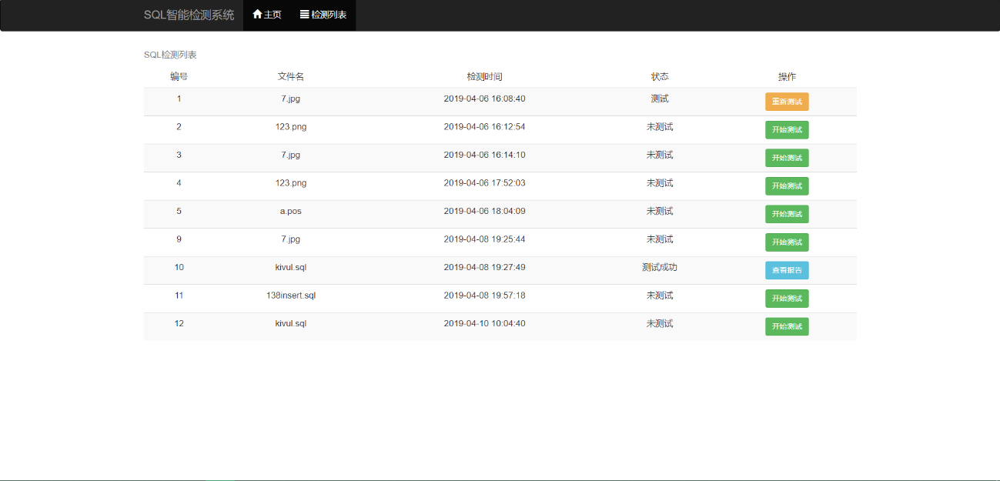 SQL智能检测系统 主页 检测列表
SQL检测列表
编号 文件名 检测时间 状态 操作
1 7.jpg 2019-04-06 16:08:40 测试 重新测试
2 123.png 2019-04-06 16:12:54 未测试 开始测试
3 7.jpg 2019-04-06 16:14:10 未测试 开始测试
4 123.png 2019-04-06 17:52:03 未测试 开始测试
5 a.pos 2019-04-06 18:04:09 未测试 开始测试
9 7.jpg 2019-04-08 19:25:44 未测试 开始测试
10 kivul.sql 2019-04-08 19:27:49 测试成功 查看报告
11 138insert.sql 2019-04-08 19:57:18 未测试 开始测试
12 kivul.sql 2019-04-10 10:04:40 未测试 开始测试